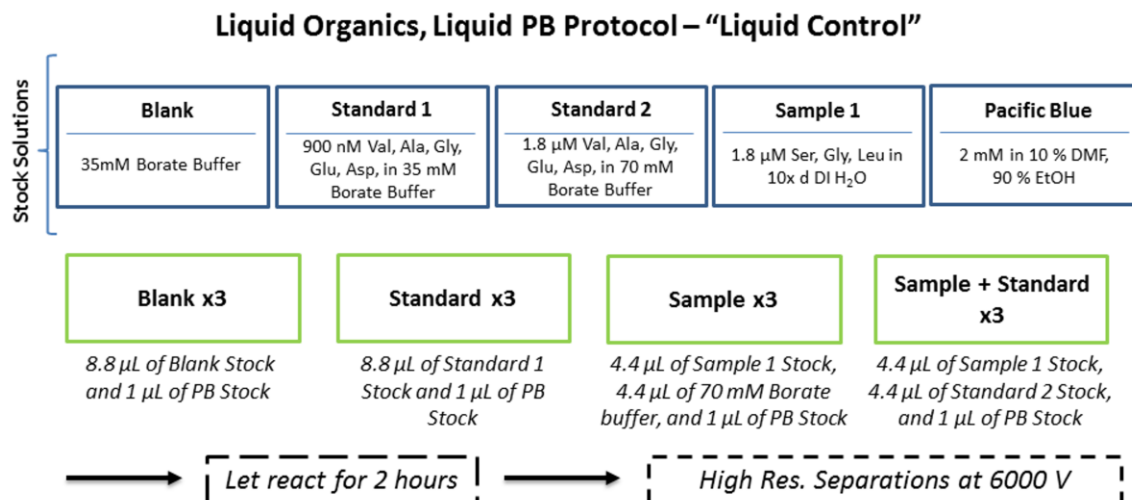 Liquid Organics, Liquid PB Protocol – "Liquid Control"
Stock Solutions
Blank
35mM Borate Buffer
Standard 1
900 nM Val, Ala, Gly,
Glu, Asp, in 35 mM
Borate Buffer
Standard 2
1.8 µM Val, Ala, Gly,
Glu, Asp, in 70 mM
Borate Buffer
Sample 1
1.8 µM Ser, Gly, Leu in
10x d DI H₂O
Pacific Blue
2 mM in 10 % DMF,
90 % EtOH
Blank x3
8.8 µL of Blank Stock
and 1 µL of PB Stock
Standard x3
8.8 µL of Standard 1
Stock and 1 µL of PB
Stock
Sample x3
4.4 µL of Sample 1 Stock,
4.4 µL of 70 mM Borate
buffer, and 1 µL of PB Stock
Sample + Standard
x3
4.4 µL of Sample 1 Stock,
4.4 µL of Standard 2 Stock,
and 1 µL of PB Stock
Let react for 2 hours
High Res. Separations at 6000 V